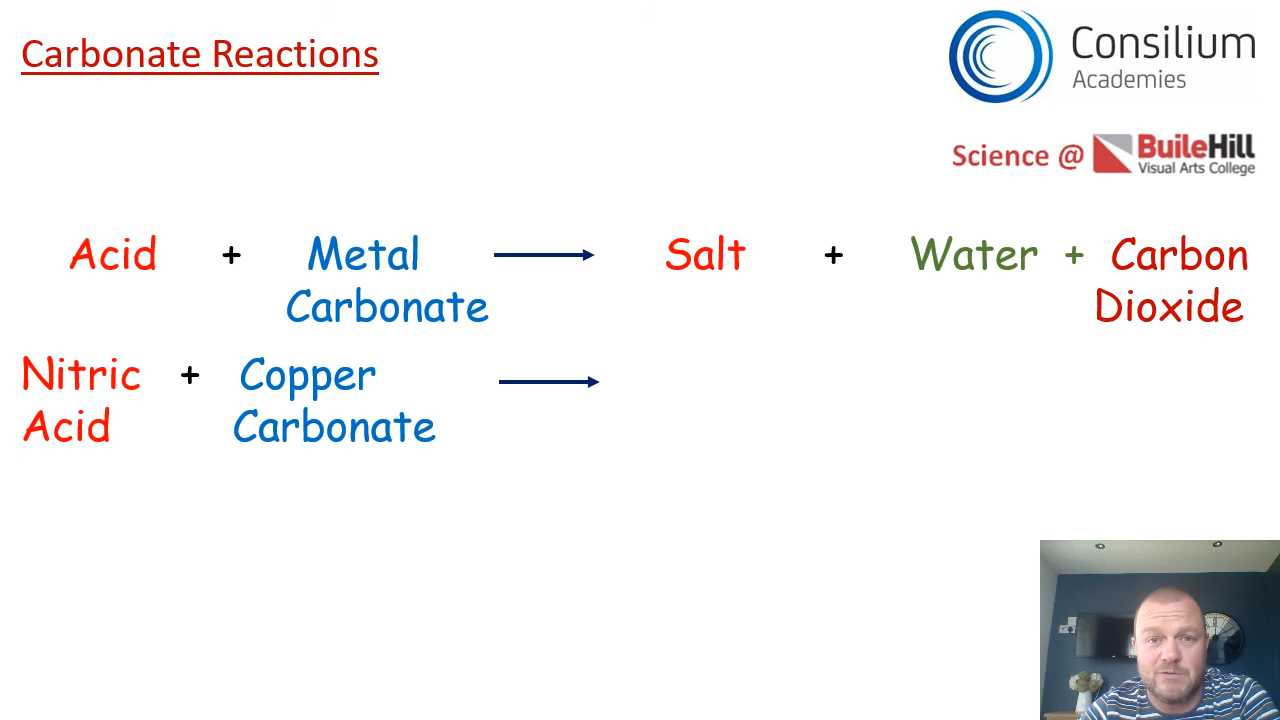 Carbonate Reactions
Consilium
Academies
Science @ BuileHill
Visual Arts College
Acid + Metal → Salt + Water + Carbon
Carbonate Dioxide
Nitric + Copper →
Acid Carbonate